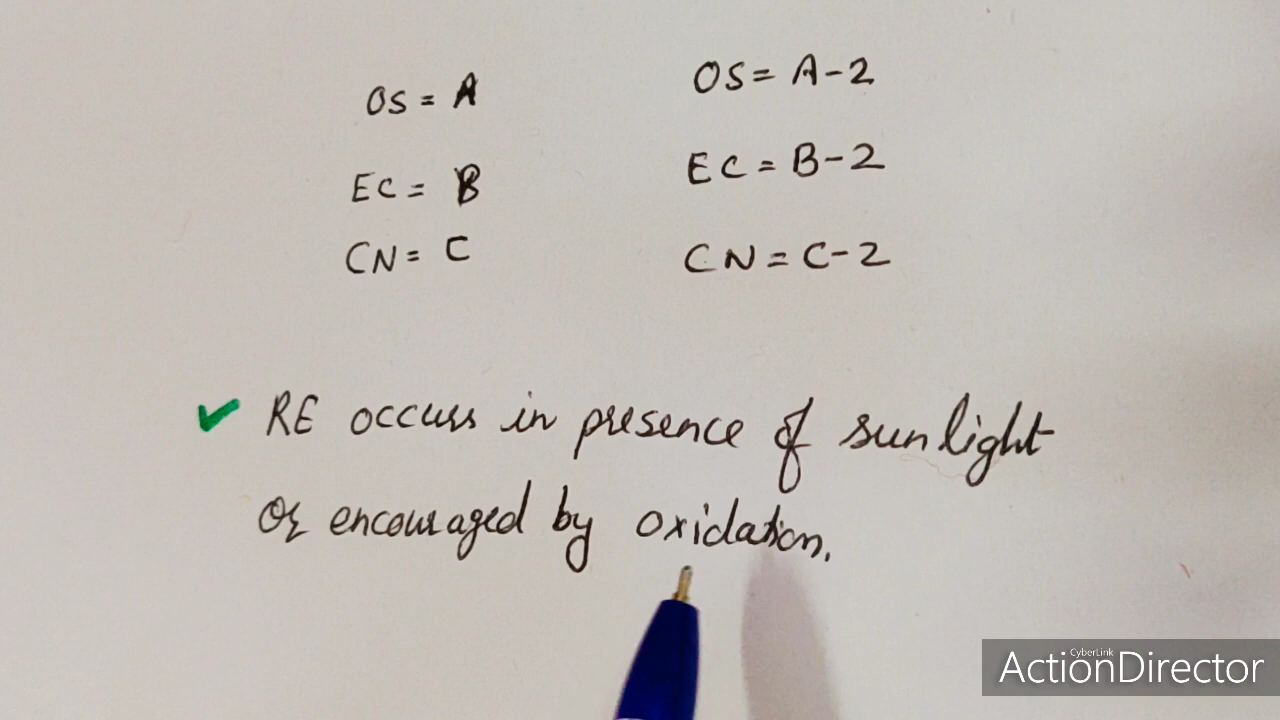 OS = A
EC = B
CN = C
OS = A-2
EC = B-2
CN = C-2
✓ RE occurs in presence of sunlight
or encouraged by oxidation.
CyberLink
ActionDirector